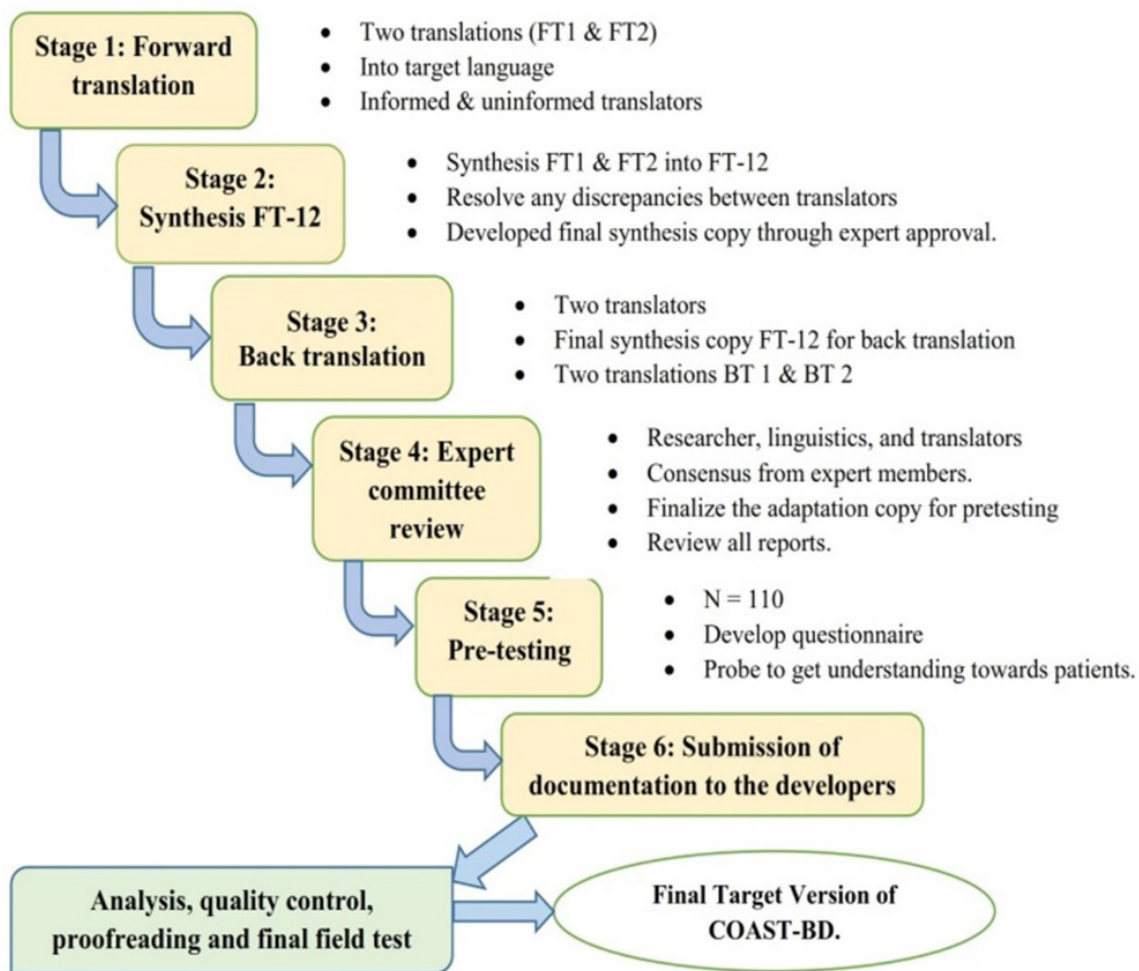 Stage 1: Forward
translation
• Two translations (FT1 & FT2)
• Into target language
• Informed & uninformed translators
Stage 2:
Synthesis FT-12
• Synthesis FT1 & FT2 into FT-12
• Resolve any discrepancies between translators
• Developed final synthesis copy through expert approval.
Stage 3:
Back translation
• Two translators
• Final synthesis copy FT-12 for back translation
• Two translations BT 1 & BT 2
Stage 4: Expert
committee
review
• Researcher, linguistics, and translators
• Consensus from expert members.
• Finalize the adaptation copy for pretesting
• Review all reports.
Stage 5:
Pre-testing
• N = 110
• Develop questionnaire
• Probe to get understanding towards patients.
Stage 6: Submission of
documentation to the developers
Analysis, quality control,
proofreading and final field test
Final Target Version of
COAST-BD.